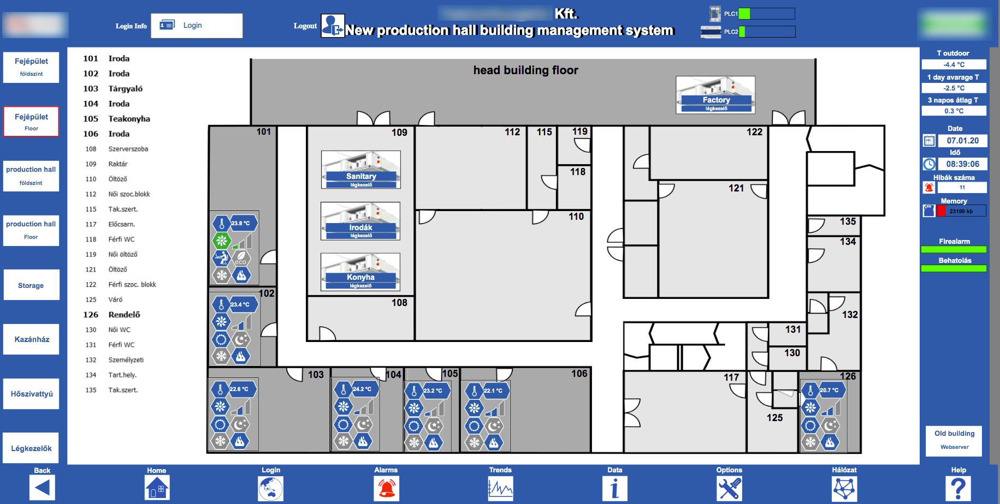 Login Info
Login
Logout
Kft.
New production hall building management system
PLC1
PLC2
Fejépület
földszint
Fejépület
Floor
production hall
földszint
production hall
Floor
Storage
Kazánház
Hőszivattyú
Légkezelők
101 Iroda
102 Iroda
103 Tárgyaló
104 Iroda
105 Teakonyha
106 Iroda
108 Szerverszoba
109 Raktár
110 Öltöző
112 Női szoc.blokk
115 Tak.szert.
117 Előcsarn.
118 Férfi WC
119 Női öltöző
121 Öltöző
122 Férfi szoc. blokk
125 Váró
126 Rendelő
130 Női WC
131 Férfi WC
132 Személyzeti
134 Tart.hely.
135 Tak.szert.
head building floor
Factory
légkezelő
101
109
112
115
119
122
118
121
Sanitary
légkezelő
Irodák
légkezelő
Konyha
légkezelő
110
135
134
23.8 °C
eco
102
108
23.4 °C
132
131
130
103
104
105
106
117
126
22.6 °C
24.2 °C
23.2 °C
22.1 °C
20.7 °C
125
T outdoor
-4.4 °C
1 day avarage T
-2.5 °C
3 napos átlag T
0.3 °C
Date
07.01.20
Idő
08:39:06
Hibák száma
11
Memory
23199 kb
Firealarm
Behatolás
Old building
Webserver
Back
Home
Login
Alarms
Trends
Data
Options
Hálózat
Help